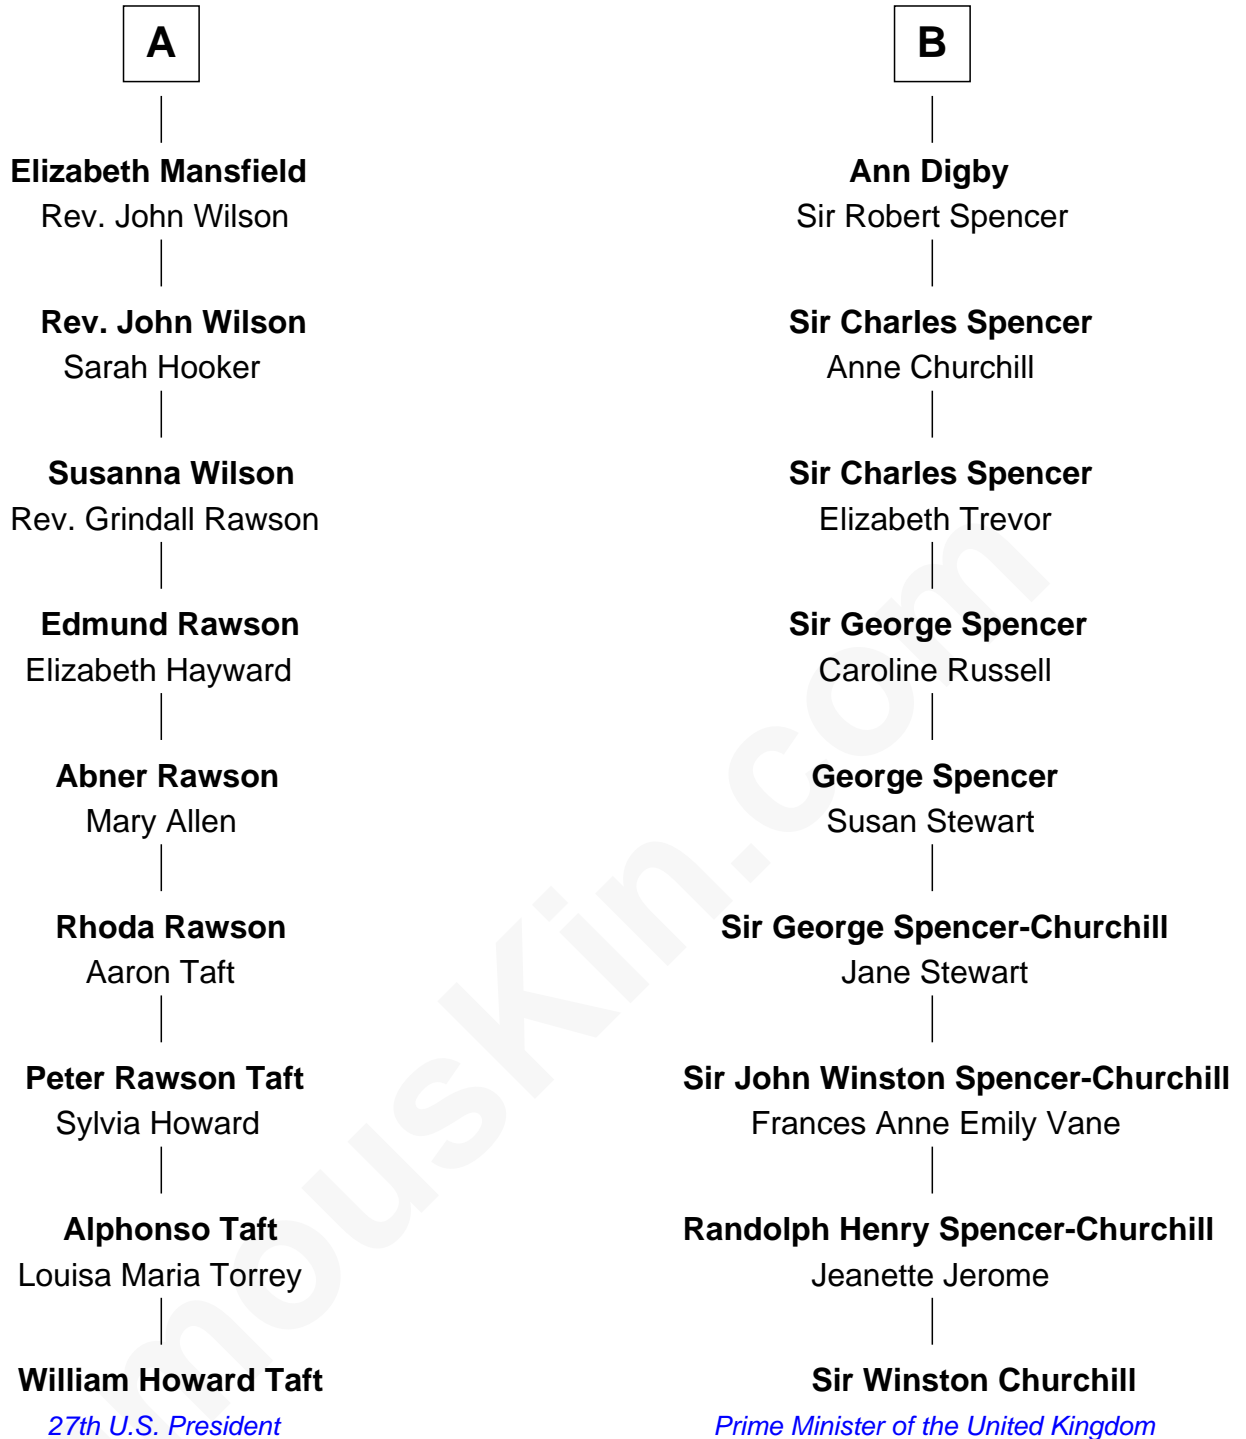 A
Elizabeth Mansfield
Rev. John Wilson
Rev. John Wilson
Sarah Hooker
Susanna Wilson
Rev. Grindall Rawson
Edmund Rawson
Elizabeth Hayward
Abner Rawson
Mary Allen
Rhoda Rawson
Aaron Taft
Peter Rawson Taft
Sylvia Howard
Alphonso Taft
Louisa Maria Torrey
William Howard Taft
27th U.S. President
B
Ann Digby
Sir Robert Spencer
Sir Charles Spencer
Anne Churchill
Sir Charles Spencer
Elizabeth Trevor
Sir George Spencer
Caroline Russell
George Spencer
Susan Stewart
Sir George Spencer-Churchill
Jane Stewart
Sir John Winston Spencer-Churchill
Frances Anne Emily Vane
Randolph Henry Spencer-Churchill
Jeanette Jerome
Sir Winston Churchill
Prime Minister of the United Kingdom
mousKin.com